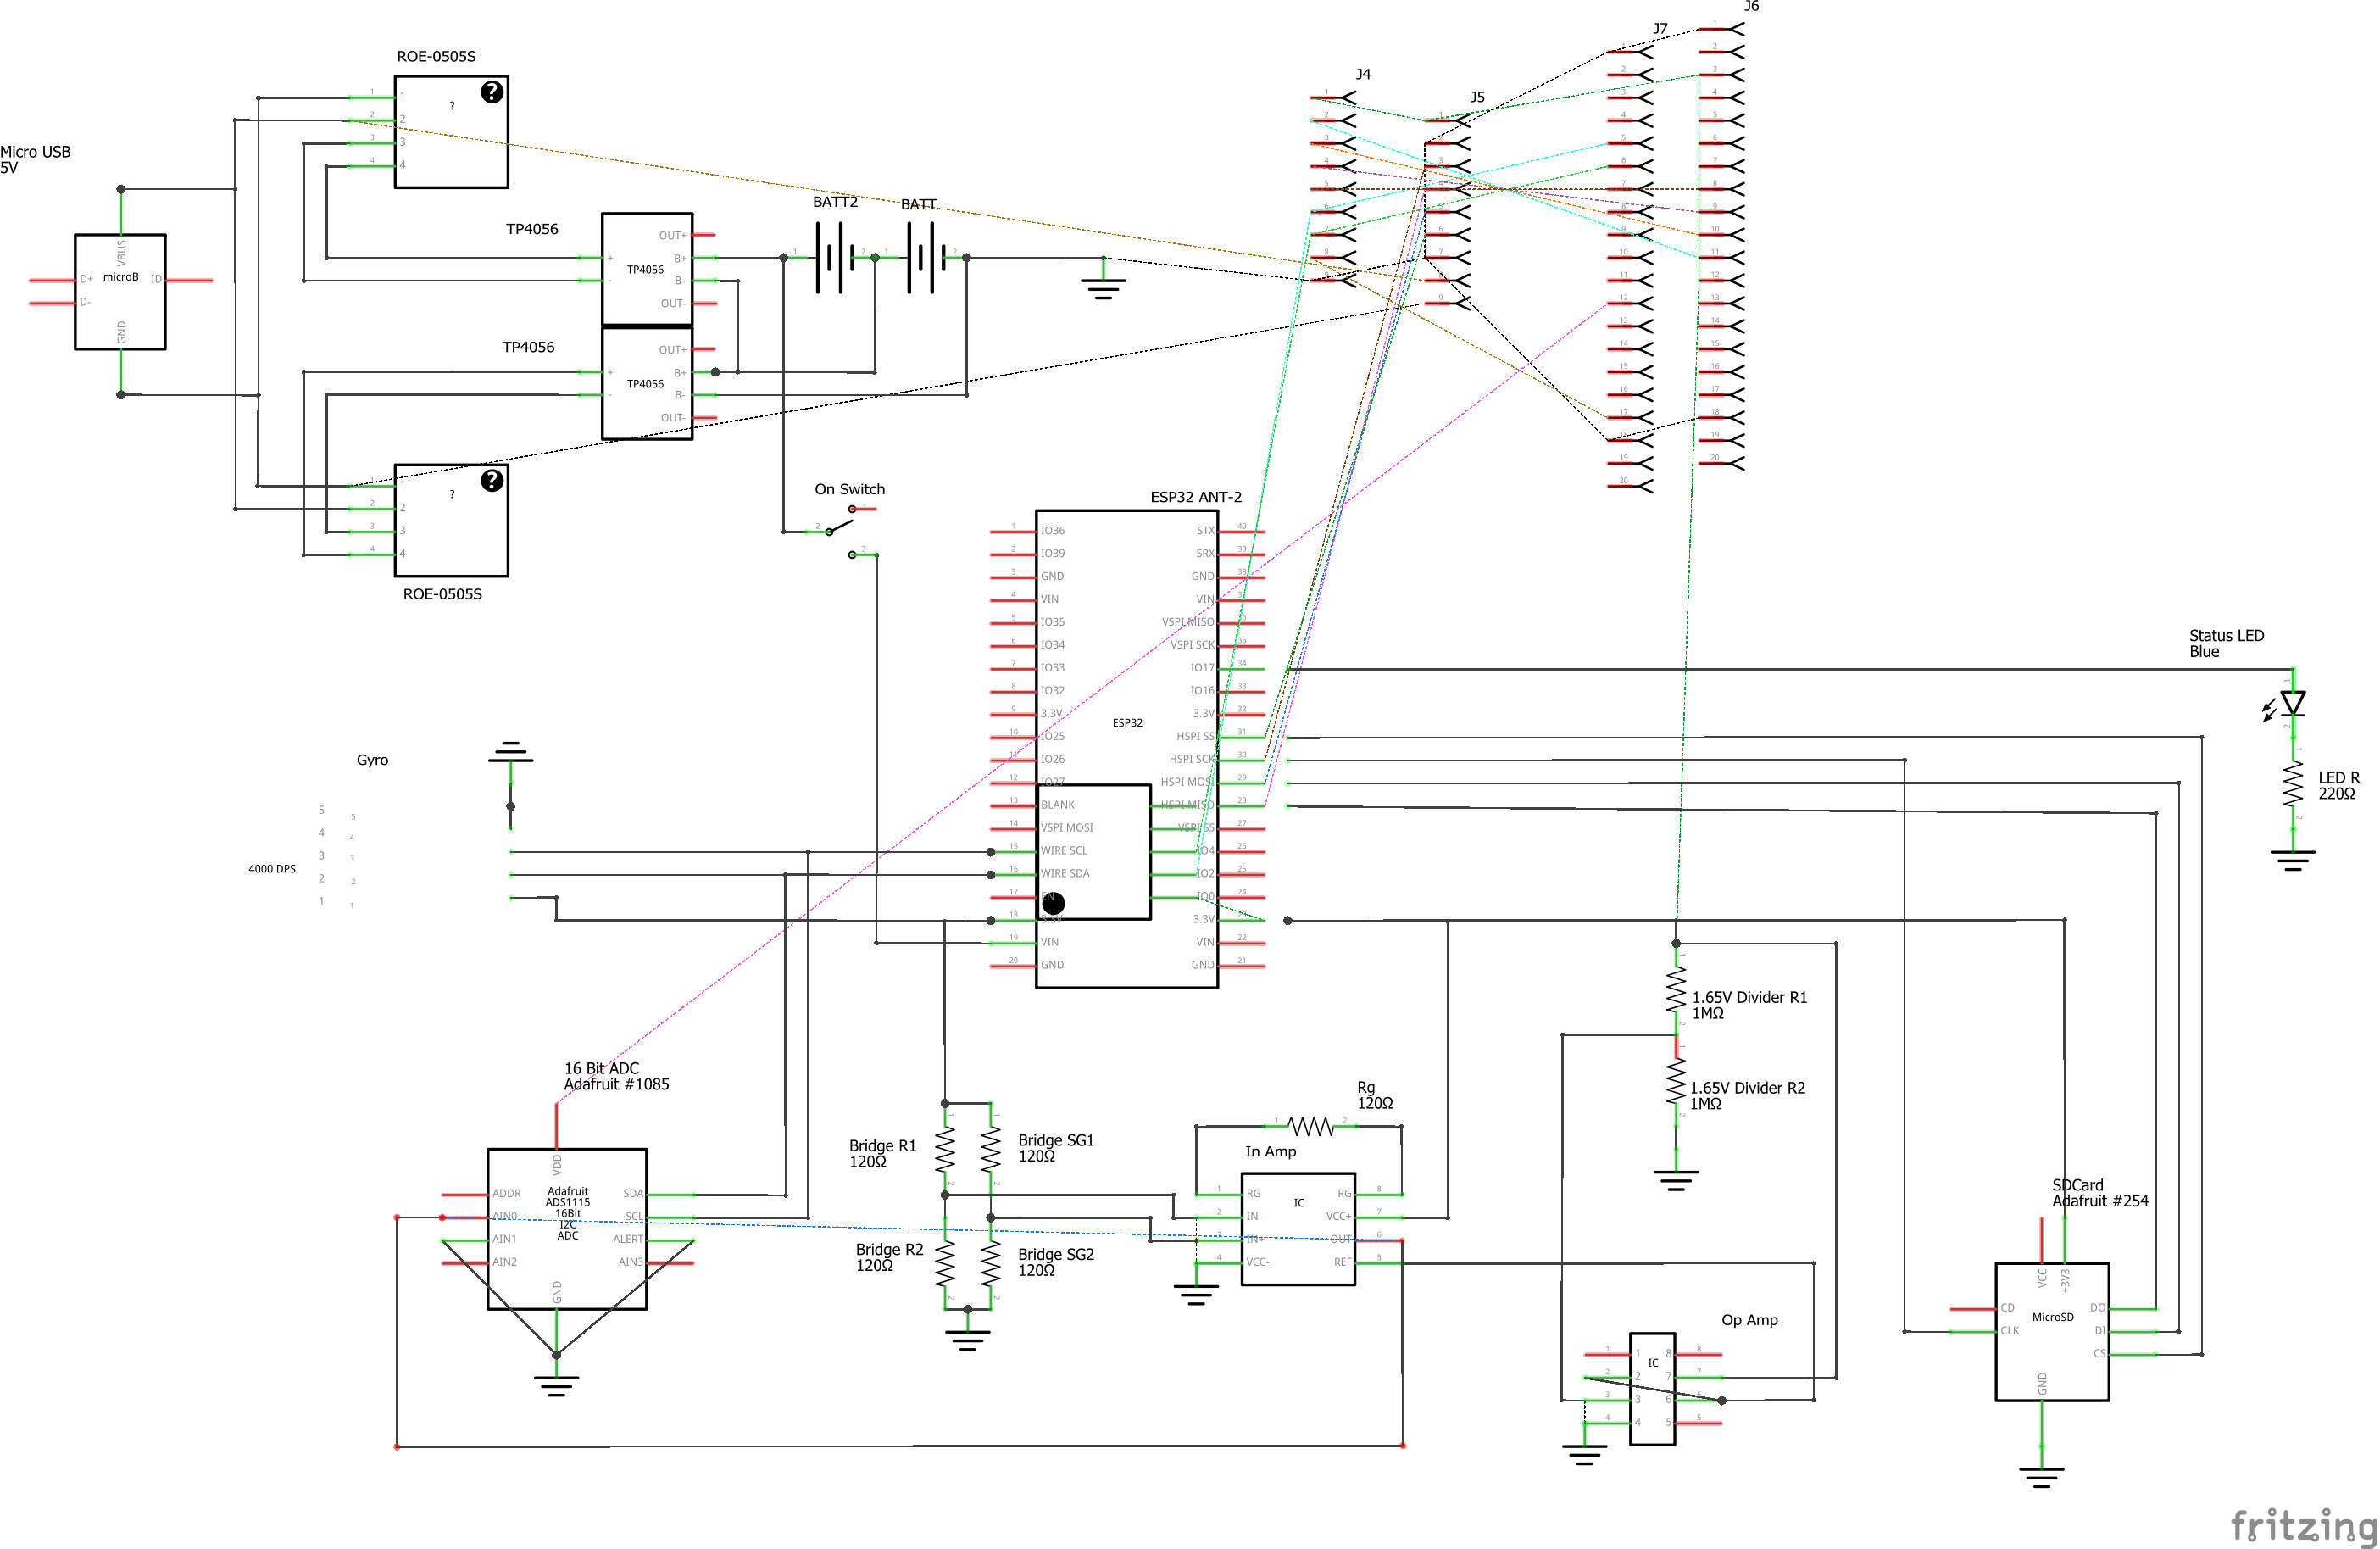 J6
J7
J4
J5
ROE-0505S
?
?
1
2
3
4
Micro USB
5V
VBUS
microB
D+
D-
ID
GND
TP4056
TP4056
OUT+
B+
B-
OUT-
+
-
TP4056
TP4056
OUT+
B+
B-
OUT-
+
-
BATT2
BATT
?
?
1
2
3
4
ROE-0505S
On Switch
ESP32 ANT-2
IO36
IO39
GND
VIN
IO35
IO34
IO33
IO32
3.3V
IO25
IO26
IO27
BLANK
VSPI MOSI
WIRE SCL
WIRE SDA
EN
3.3V
VIN
GND
ESP32
STX
SRX
GND
VIN
VSPI MISO
VSPI SCK
IO17
IO16
3.3V
HSPI SS
HSPI SCK
HSPI MOSI
HSPI MISO
VSPI SS
IO4
IO2
IO0
3.3V
VIN
GND
Status LED
Blue
LED R
220Ω
Gyro
4000 DPS
5
4
3
2
1
1.65V Divider R1
1MΩ
1.65V Divider R2
1MΩ
16 Bit ADC
Adafruit #1085
VDD
ADDR
AIN0
AIN1
AIN2
Adafruit
ADS1115
16Bit
I2C
ADC
SDA
SCL
ALERT
AIN3
GND
Bridge R1
120Ω
Bridge SG1
120Ω
Bridge R2
120Ω
Bridge SG2
120Ω
Rg
120Ω
In Amp
IC
RG
IN-
IN+
VCC-
RG
VCC+
OUT
REF
Op Amp
IC
1
2
3
4
8
7
6
5
SDCard
Adafruit #254
VCC
+3V3
CD
CLK
MicroSD
DO
DI
CS
GND
fritzing